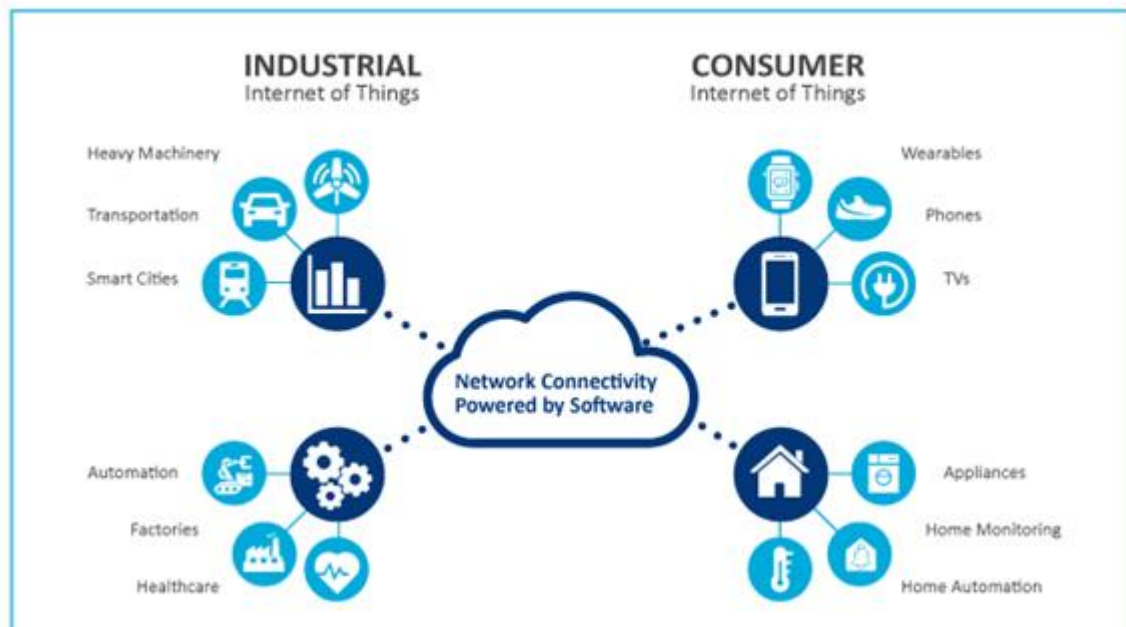 INDUSTRIAL
Internet of Things
CONSUMER
Internet of Things
Heavy Machinery
Transportation
Smart Cities
Wearables
Phones
TVs
Network Connectivity
Powered by Software
Automation
Factories
Healthcare
Appliances
Home Monitoring
Home Automation